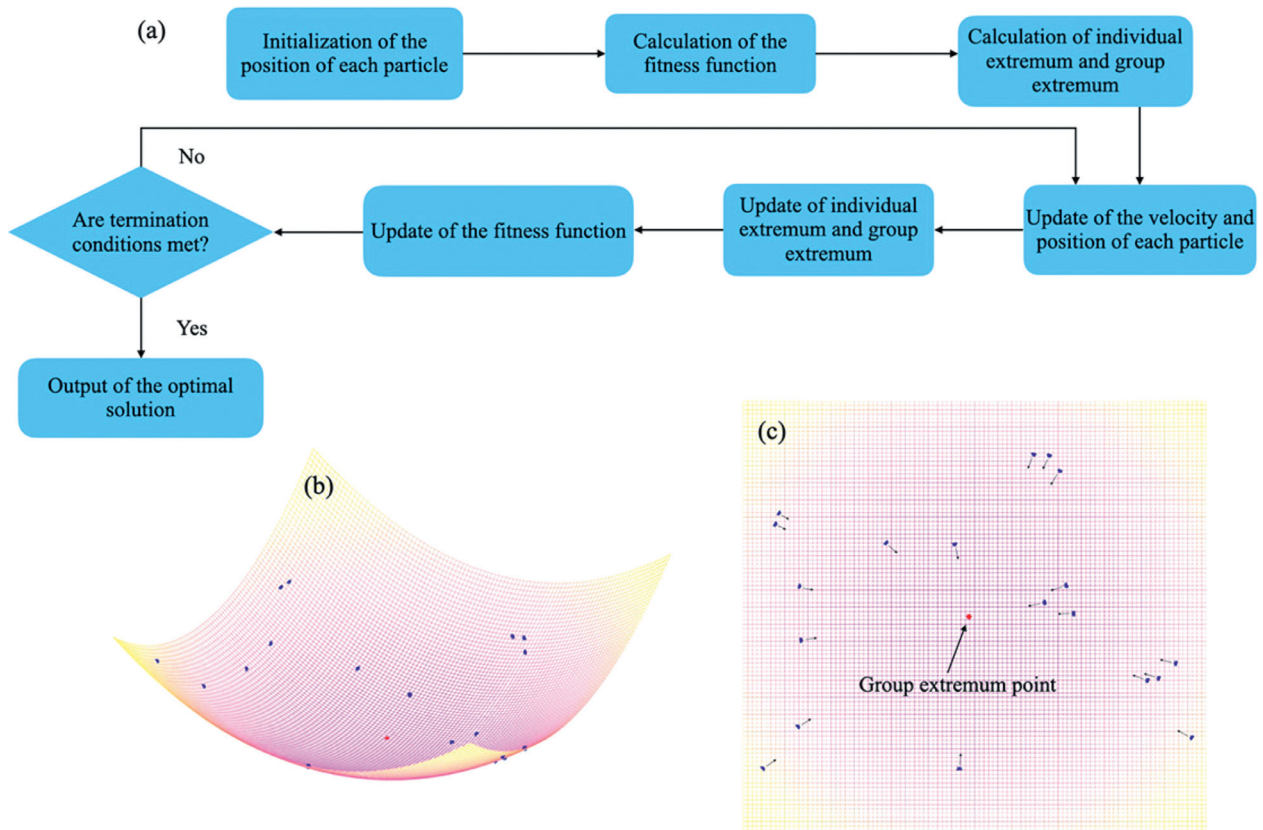 (a)
Initialization of the
position of each particle
Calculation of the
fitness function
Calculation of individual
extremum and group
extremum
No
Are termination
conditions met?
Update of the fitness function
Update of individual
extremum and group
extremum
Update of the velocity and
position of each particle
Yes
Output of the optimal
solution
(b)
(c)
Group extremum point